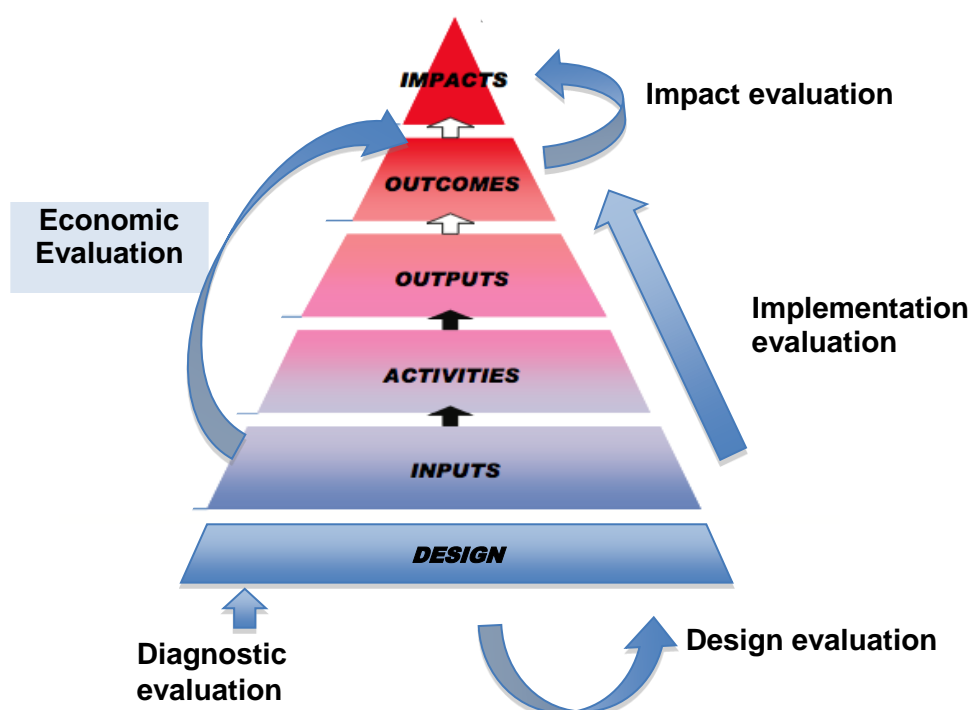 IMPACTS
Impact evaluation
OUTCOMES
Economic
Evaluation
OUTPUTS
Implementation
evaluation
ACTIVITIES
INPUTS
DESIGN
Diagnostic
evaluation
Design evaluation